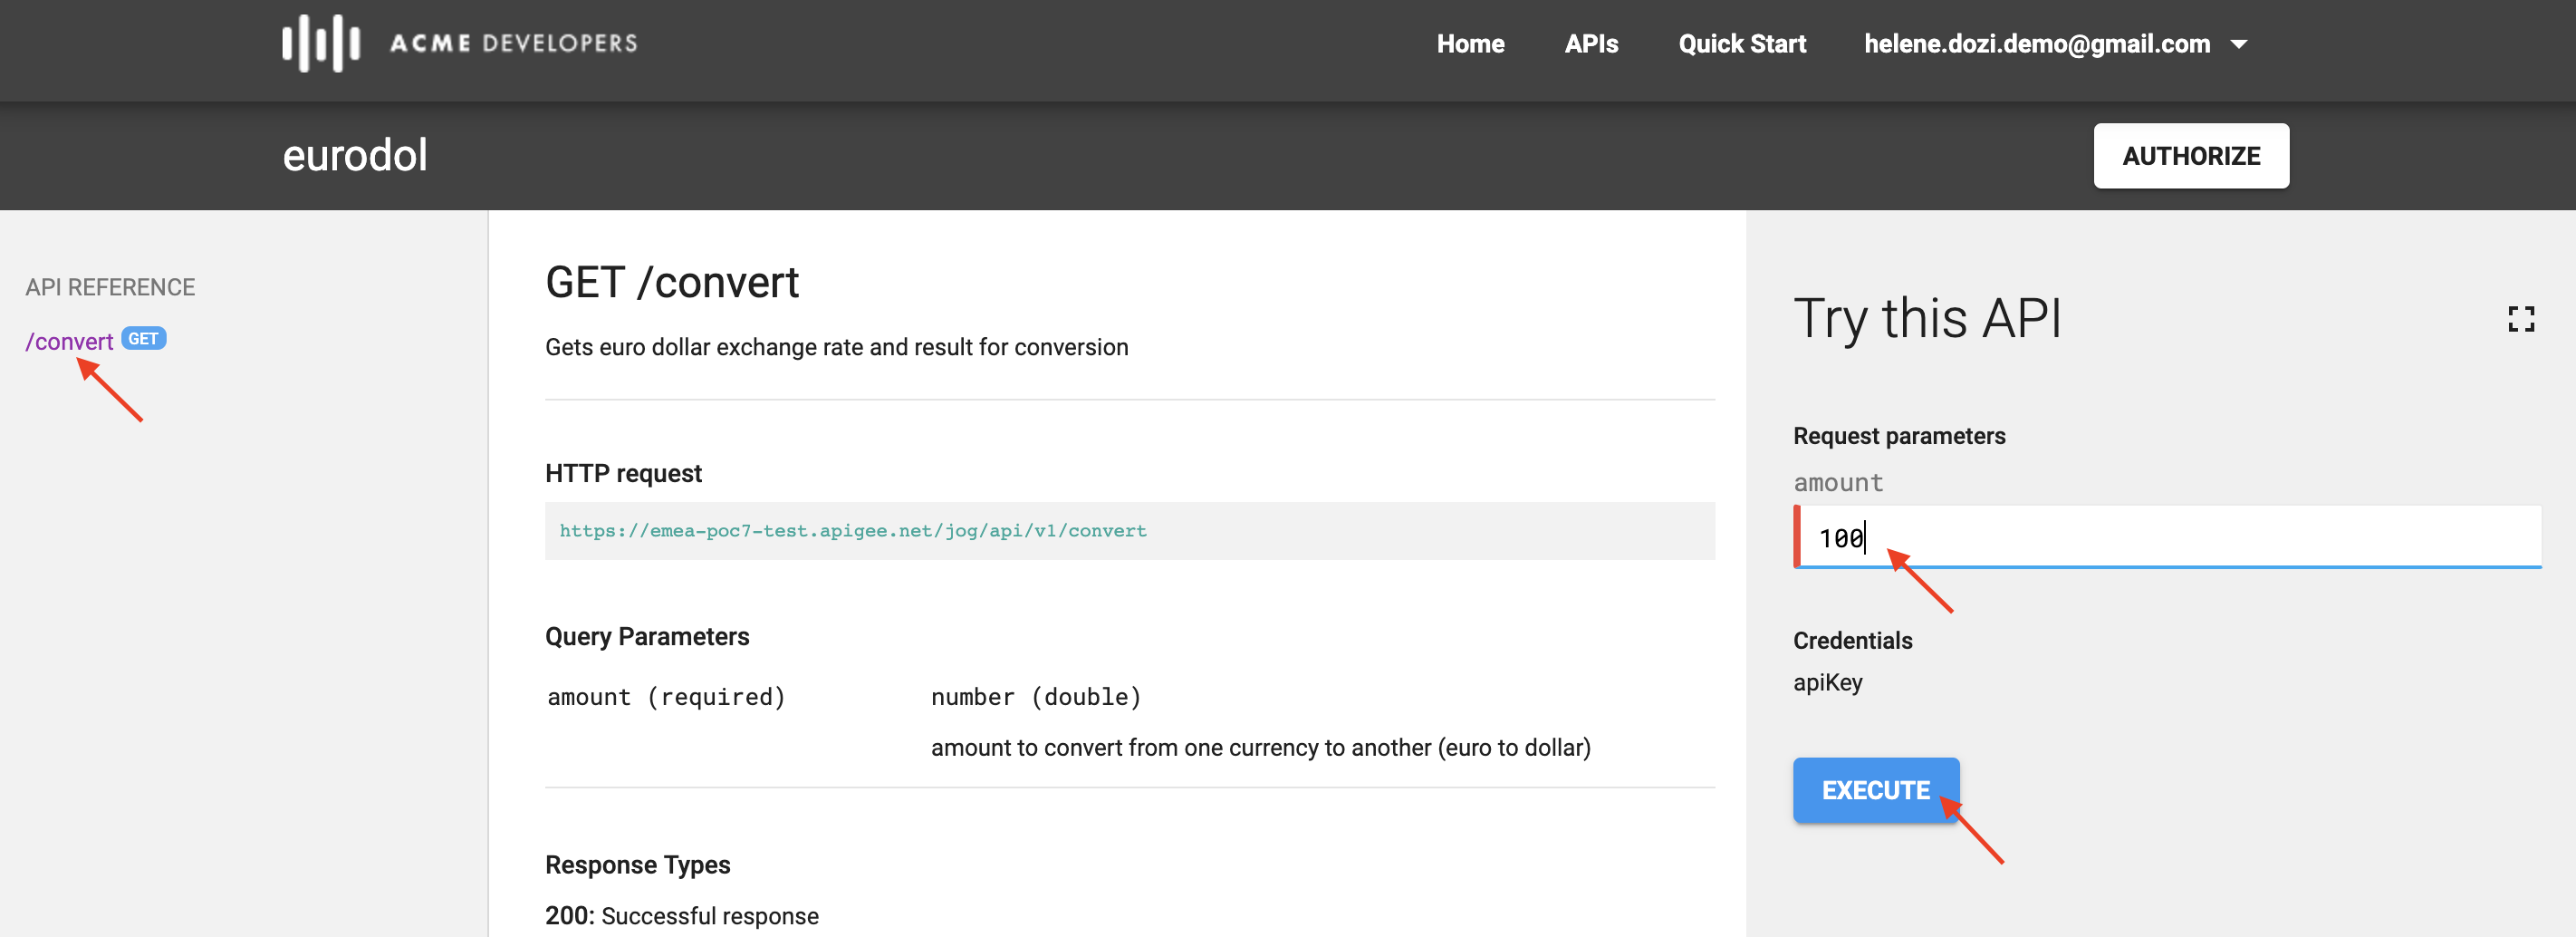 ACME DEVELOPERS
Home APIs Quick Start helene.dozi.demo@gmail.com
eurodol
AUTHORIZE
API REFERENCE
/convert GET
GET /convert
Gets euro dollar exchange rate and result for conversion
HTTP request
https://emea-poc7-test.apigee.net/jog/api/v1/convert
Query Parameters
amount (required) number (double)
amount to convert from one currency to another (euro to dollar)
Response Types
200: Successful response
Try this API
Request parameters
amount
100
Credentials
apiKey
EXECUTE